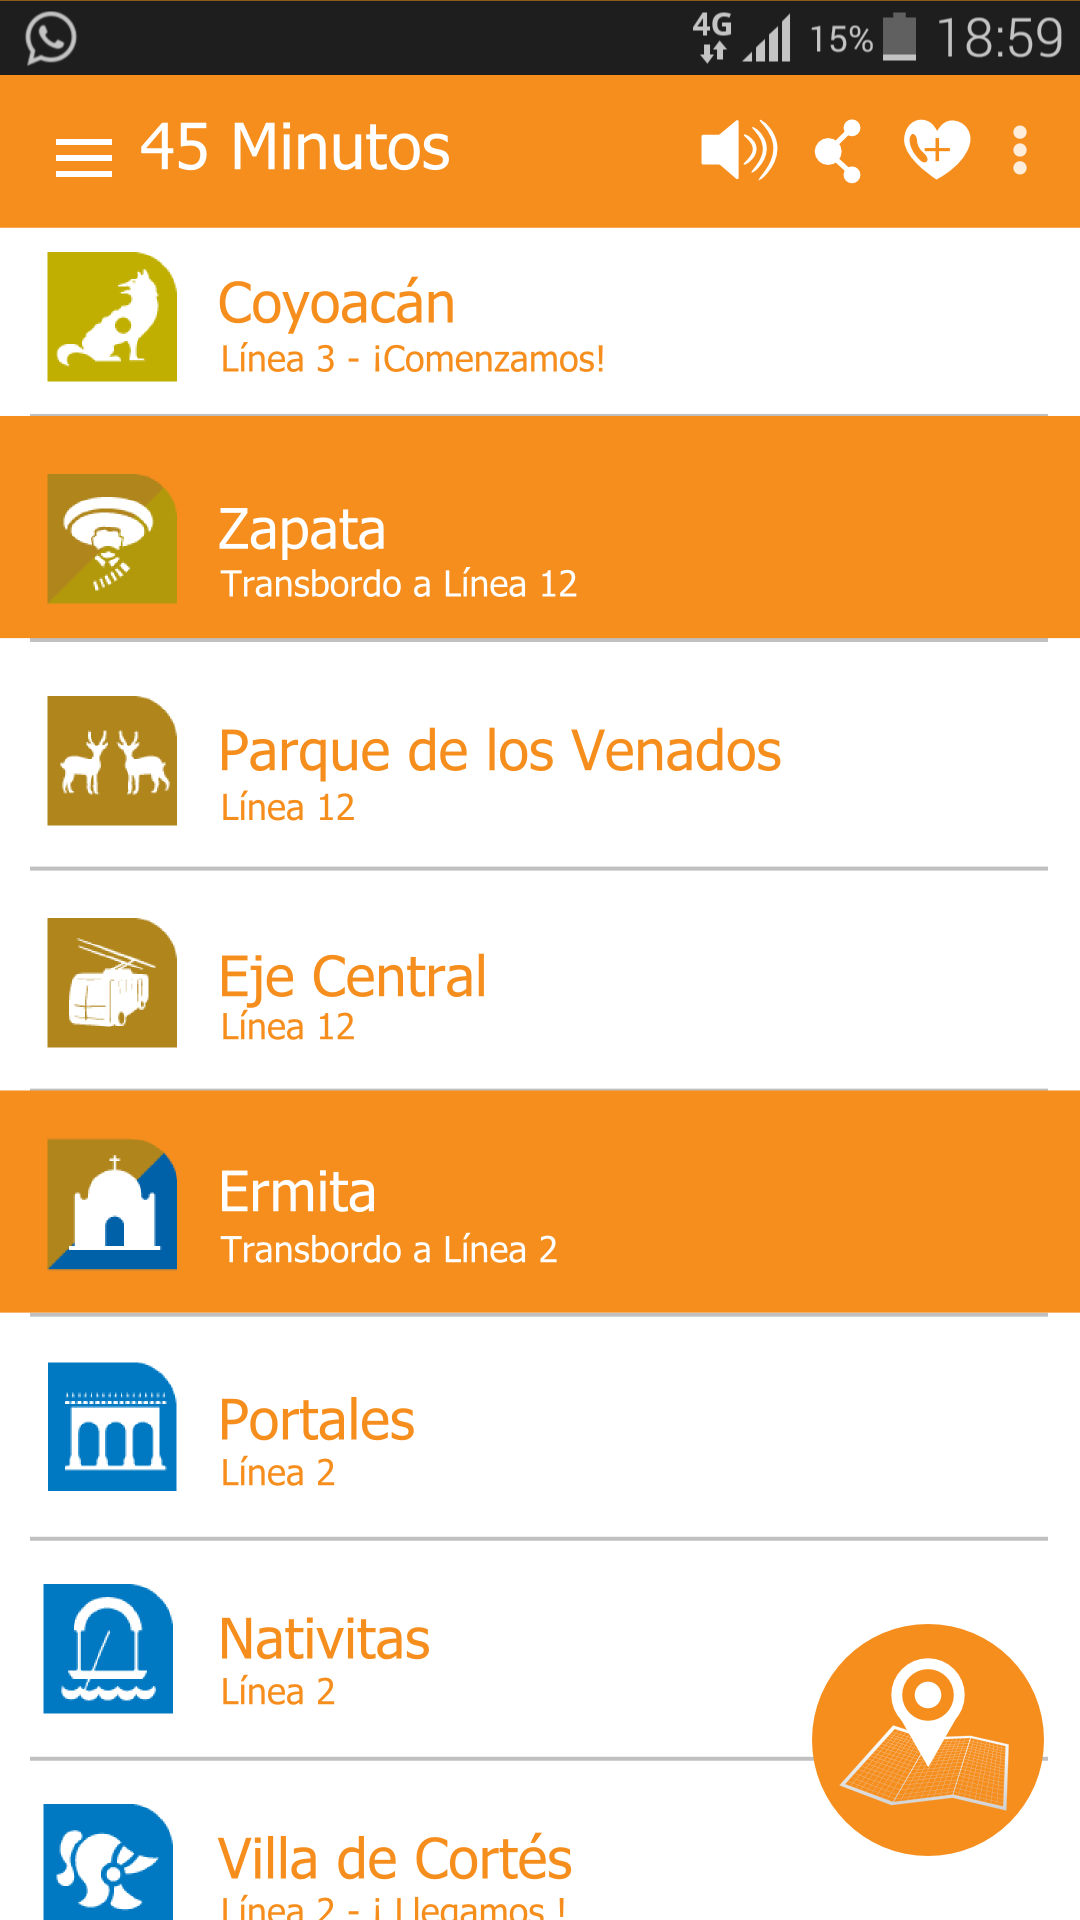 4G 15% 18:59
45 Minutos
Coyoacán
Línea 3 - ¡Comenzamos!
Zapata
Transbordo a Línea 12
Parque de los Venados
Línea 12
Eje Central
Línea 12
Ermita
Transbordo a Línea 2
Portales
Línea 2
Nativitas
Línea 2
Villa de Cortés
Línea 2 - ¡ Llegamos !